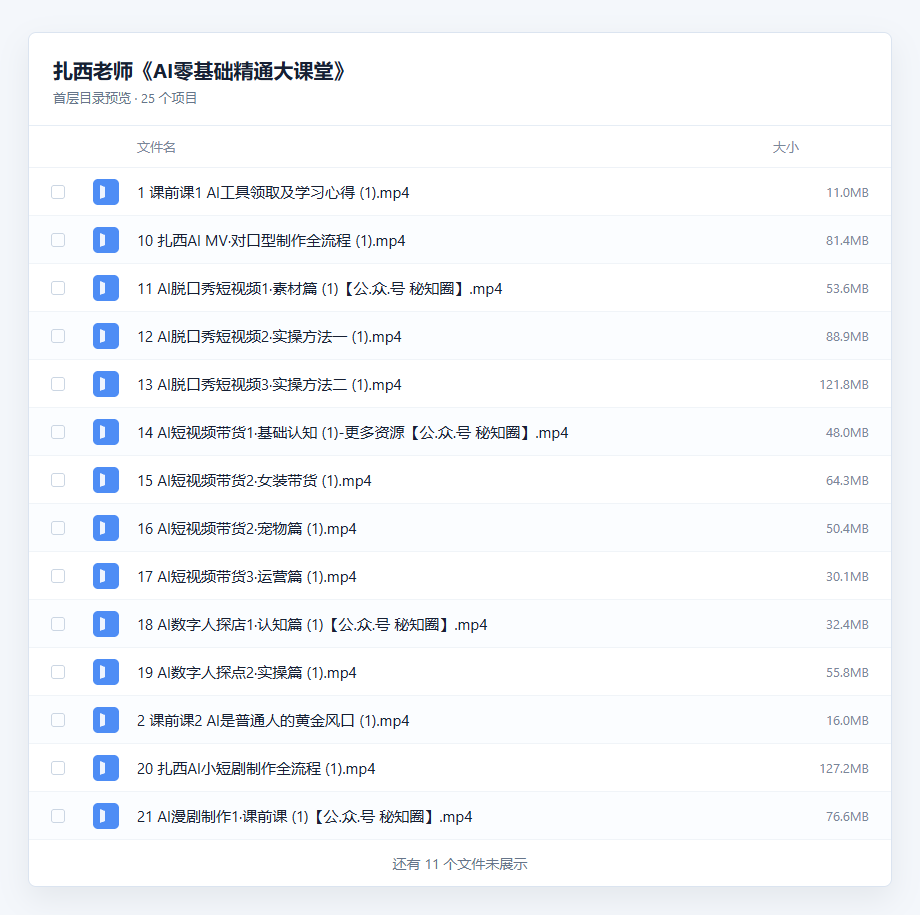 扎西老师《AI零基础精通大课堂》
首层目录预览 · 25 个项目
文件名 大小
1 课前课1 AI工具领取及学习心得 (1).mp4 11.0MB
10 扎西AI MV·对口型制作全流程 (1).mp4 81.4MB
11 AI脱口秀短视频1·素材篇 (1)【公.众.号 秘知圈】.mp4 53.6MB
12 AI脱口秀短视频2·实操方法一 (1).mp4 88.9MB
13 AI脱口秀短视频3·实操方法二 (1).mp4 121.8MB
14 AI短视频带货1·基础认知 (1)-更多资源【公.众.号 秘知圈】.mp4 48.0MB
15 AI短视频带货2·女装带货 (1).mp4 64.3MB
16 AI短视频带货2·宠物篇 (1).mp4 50.4MB
17 AI短视频带货3·运营篇 (1).mp4 30.1MB
18 AI数字人探店1·认知篇 (1)【公.众.号 秘知圈】.mp4 32.4MB
19 AI数字人探点2·实操篇 (1).mp4 55.8MB
2 课前课2 AI是普通人的黄金风口 (1).mp4 16.0MB
20 扎西AI小短剧制作全流程 (1).mp4 127.2MB
21 AI漫剧制作1·课前课 (1)【公.众.号 秘知圈】.mp4 76.6MB
还有 11 个文件未展示